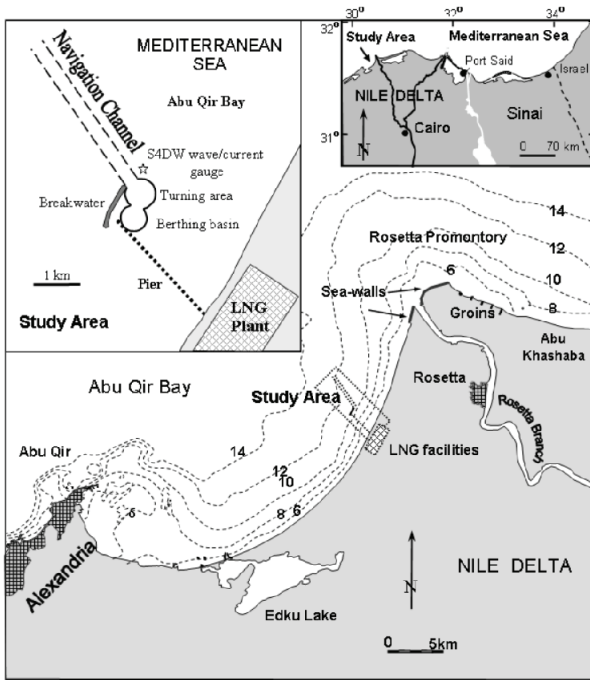 30°
32°
34°
32°
31°
Study Area
Mediterranean Sea
Port Said
Israel
NILE DELTA
Sinai
Cairo
N
0 70 km
MEDITERRANEAN
SEA
Abu Qir Bay
Navigation Channel
S4DW wave/current
gauge
Turning area
Breakwater
Berthing basin
1 km
Pier
LNG
Plant
Study Area
14
12
10
8
6
Rosetta Promontory
Sea-walls
Groins
Abu
Khashaba
Rosetta
Rosetta Branch
Abu Qir Bay
Study Area
LNG facilities
Abu Qir
14
12
10
8
6
Alexandria
Edku Lake
N
NILE DELTA
0 5km